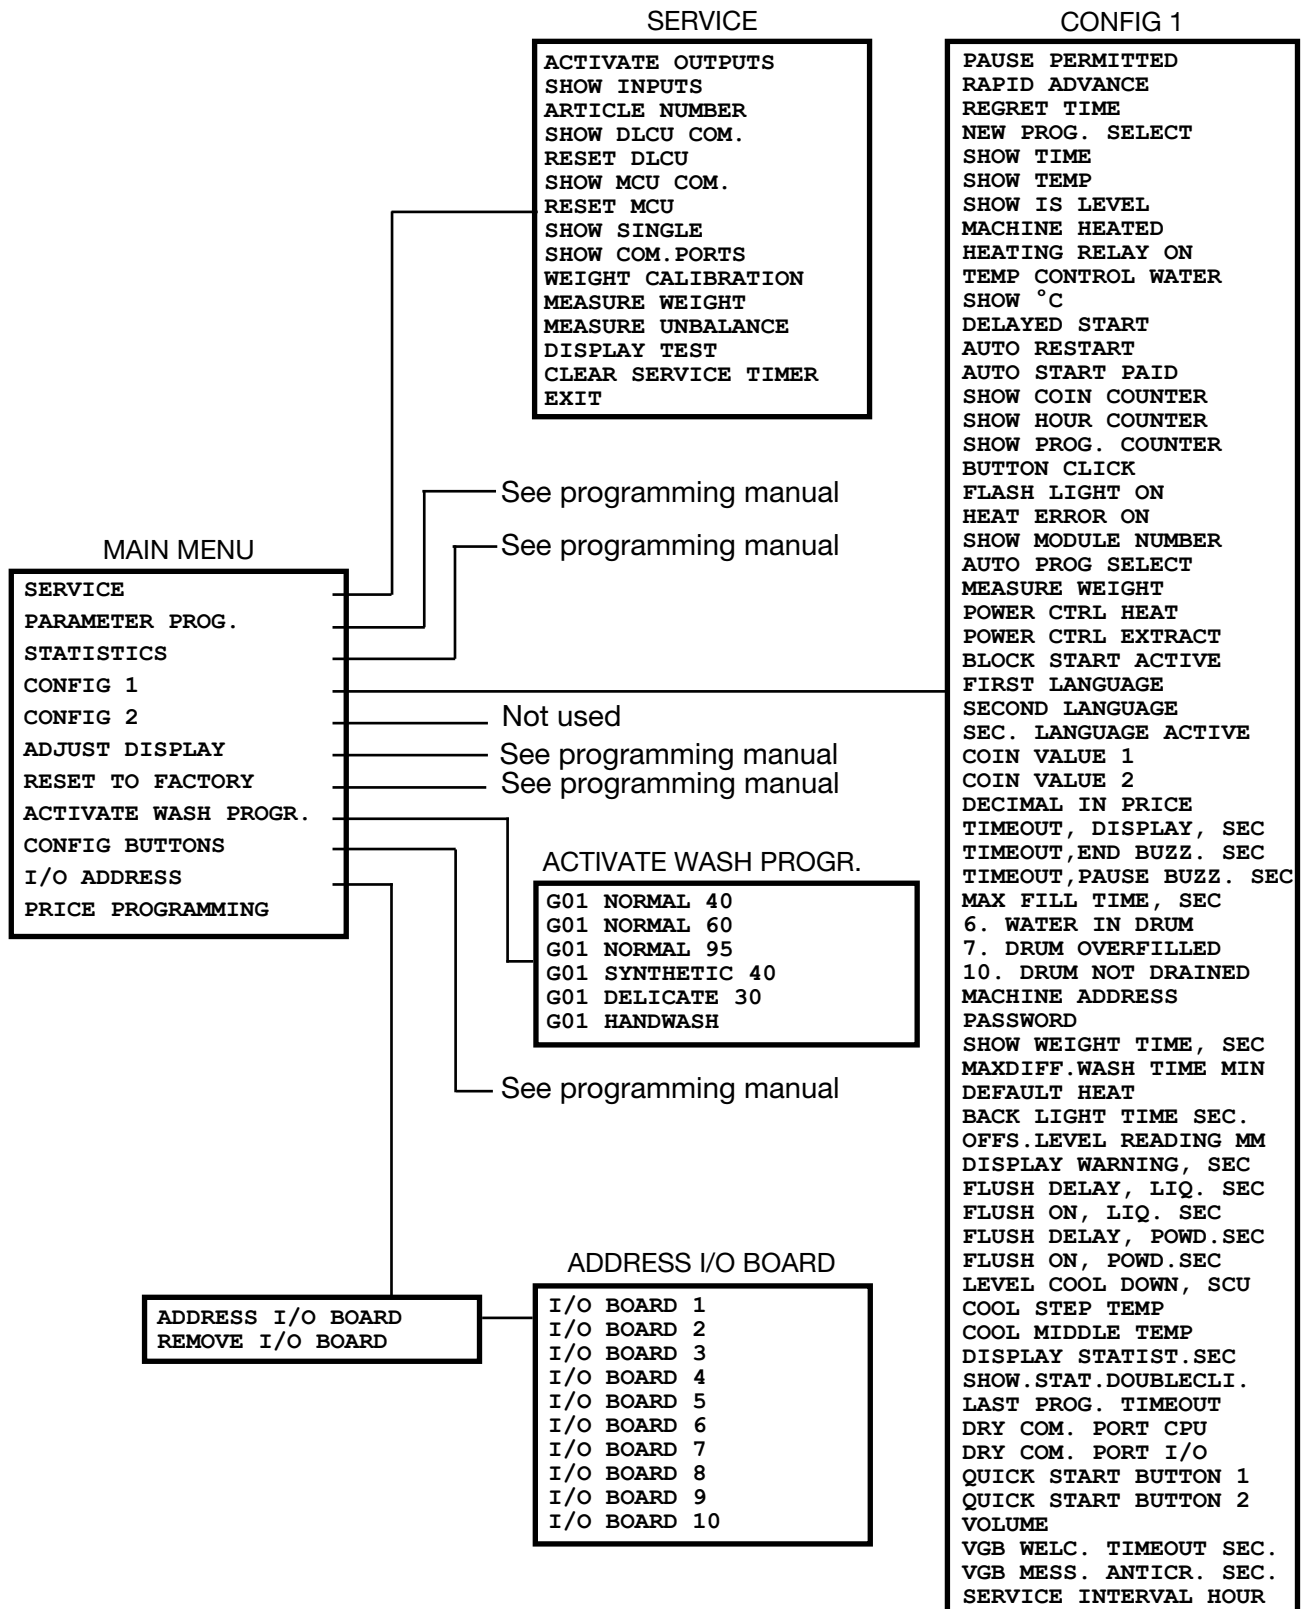 SERVICE
ACTIVATE OUTPUTS
SHOW INPUTS
ARTICLE NUMBER
SHOW DLCU COM.
RESET DLCU
SHOW MCU COM.
RESET MCU
SHOW SINGLE
SHOW COM.PORTS
WEIGHT CALIBRATION
MEASURE WEIGHT
MEASURE UNBALANCE
DISPLAY TEST
CLEAR SERVICE TIMER
EXIT
See programming manual
See programming manual
MAIN MENU
SERVICE
PARAMETER PROG.
STATISTICS
CONFIG 1
CONFIG 2
ADJUST DISPLAY
RESET TO FACTORY
ACTIVATE WASH PROGR.
CONFIG BUTTONS
I/O ADDRESS
PRICE PROGRAMMING
Not used
See programming manual
See programming manual
ACTIVATE WASH PROGR.
G01 NORMAL 40
G01 NORMAL 60
G01 NORMAL 95
G01 SYNTHETIC 40
G01 DELICATE 30
G01 HANDWASH
See programming manual
ADDRESS I/O BOARD
REMOVE I/O BOARD
ADDRESS I/O BOARD
I/O BOARD 1
I/O BOARD 2
I/O BOARD 3
I/O BOARD 4
I/O BOARD 5
I/O BOARD 6
I/O BOARD 7
I/O BOARD 8
I/O BOARD 9
I/O BOARD 10
CONFIG 1
PAUSE PERMITTED
RAPID ADVANCE
REGRET TIME
NEW PROG. SELECT
SHOW TIME
SHOW TEMP
SHOW IS LEVEL
MACHINE HEATED
HEATING RELAY ON
TEMP CONTROL WATER
SHOW °C
DELAYED START
AUTO RESTART
AUTO START PAID
SHOW COIN COUNTER
SHOW HOUR COUNTER
SHOW PROG. COUNTER
BUTTON CLICK
FLASH LIGHT ON
HEAT ERROR ON
SHOW MODULE NUMBER
AUTO PROG SELECT
MEASURE WEIGHT
POWER CTRL HEAT
POWER CTRL EXTRACT
BLOCK START ACTIVE
FIRST LANGUAGE
SECOND LANGUAGE
SEC. LANGUAGE ACTIVE
COIN VALUE 1
COIN VALUE 2
DECIMAL IN PRICE
TIMEOUT, DISPLAY, SEC
TIMEOUT,END BUZZ. SEC
TIMEOUT,PAUSE BUZZ. SEC
MAX FILL TIME, SEC
6. WATER IN DRUM
7. DRUM OVERFILLED
10. DRUM NOT DRAINED
MACHINE ADDRESS
PASSWORD
SHOW WEIGHT TIME, SEC
MAXDIFF.WASH TIME MIN
DEFAULT HEAT
BACK LIGHT TIME SEC.
OFFS.LEVEL READING MM
DISPLAY WARNING, SEC
FLUSH DELAY, LIQ. SEC
FLUSH ON, LIQ. SEC
FLUSH DELAY, POWD.SEC
FLUSH ON, POWD.SEC
LEVEL COOL DOWN, SCU
COOL STEP TEMP
COOL MIDDLE TEMP
DISPLAY STATIST.SEC
SHOW.STAT.DOUBLECLI.
LAST PROG. TIMEOUT
DRY COM. PORT CPU
DRY COM. PORT I/O
QUICK START BUTTON 1
QUICK START BUTTON 2
VOLUME
VGB WELC. TIMEOUT SEC.
VGB MESS. ANTICR. SEC.
SERVICE INTERVAL HOUR